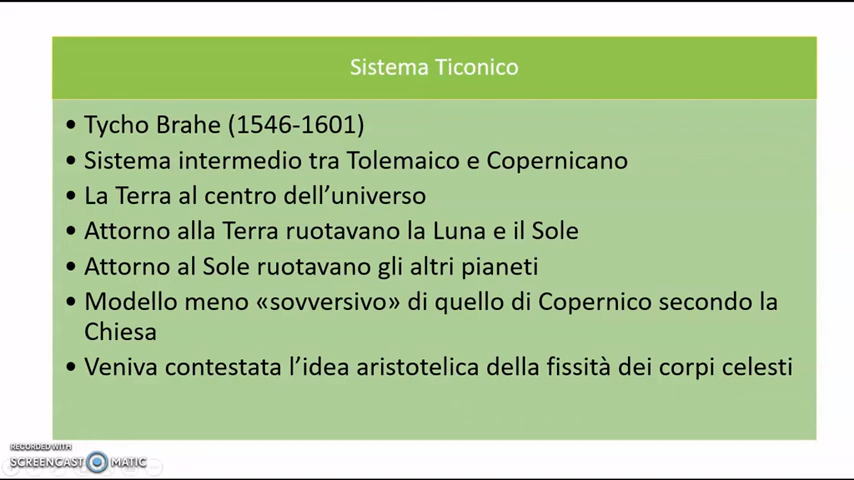 Sistema Ticonico
• Tycho Brahe (1546-1601)
• Sistema intermedio tra Tolemaico e Copernicano
• La Terra al centro dell’universo
• Attorno alla Terra ruotavano la Luna e il Sole
• Attorno al Sole ruotavano gli altri pianeti
• Modello meno «sovversivo» di quello di Copernico secondo la
Chiesa
• Veniva contestata l’idea aristotelica della fissità dei corpi celesti
RECORDED WITH
SCREENCAST MATIC